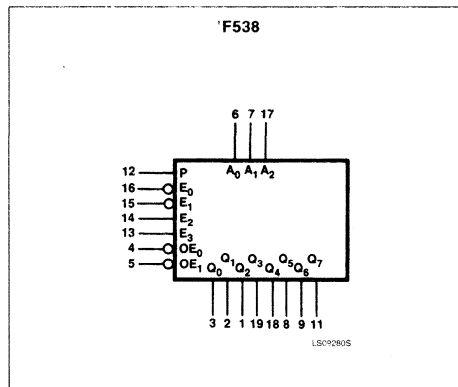 'F538
6 7 17
A0 A1 A2
12 P
16 E0
15 E1
14 E2
13 E3
4 OE0
5 OE1
Q0 Q1 Q2 Q3 Q4 Q5 Q6 Q7
3 2 1 19 18 8 9 11
LS09280S